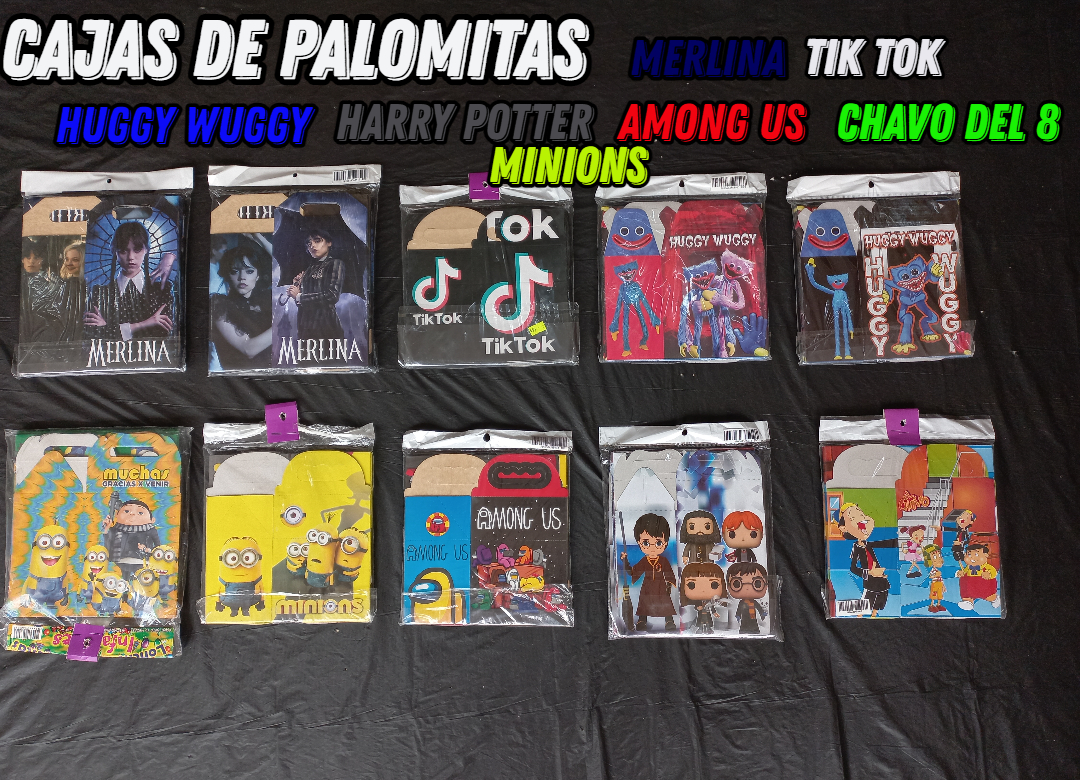 CAJAS DE PALOMITAS MERLINA TIK TOK
HUGGY WUGGY HARRY POTTER AMONG US CHAVO DEL 8
MINIONS
MERLINA
MERLINA
Tok
TikTok
TikTok
HUGGY WUGGY
HUGGY WUGGY
HUGGY
WUGGY
muchas
GRACIAS X VENIR
minions
AMONG US
AMONG US